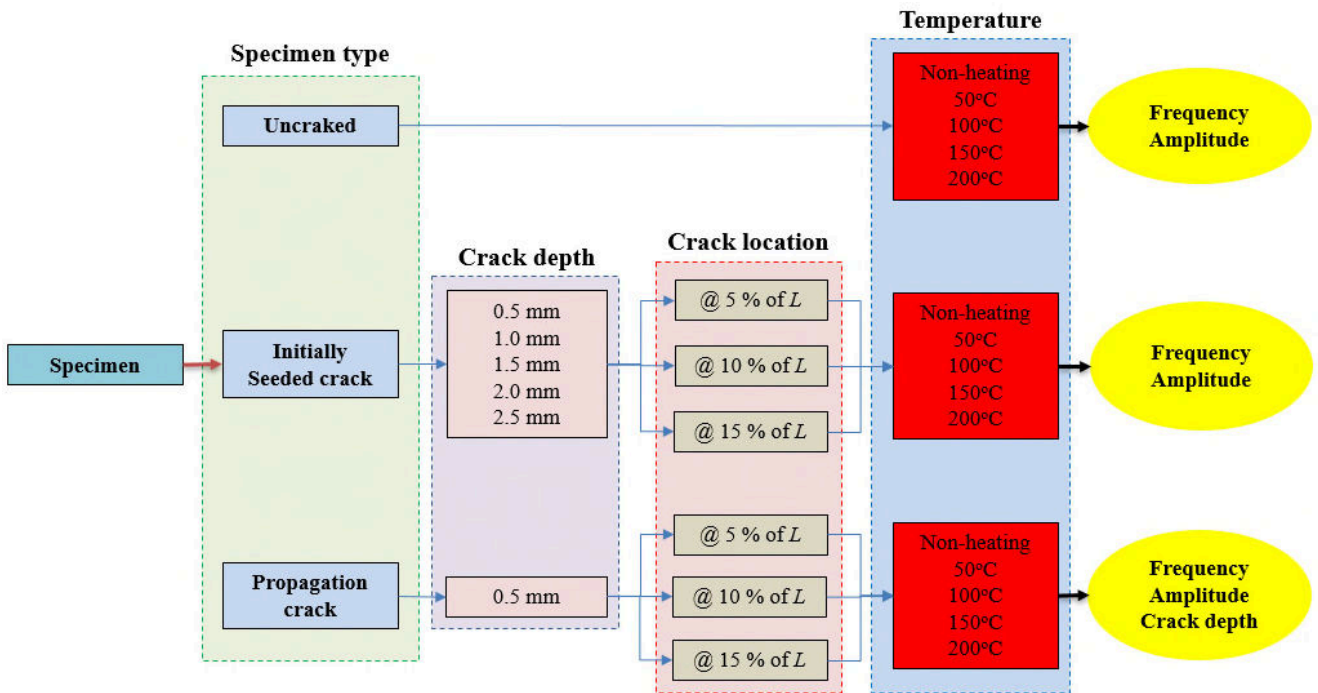 Temperature
Specimen type
Non-heating
50°C
100°C
150°C
200°C
Frequency
Amplitude
Uncraked
Crack location
Crack depth
@ 5 % of L
0.5 mm
1.0 mm
1.5 mm
2.0 mm
2.5 mm
Non-heating
50°C
100°C
150°C
200°C
Specimen
Initially
Seeded crack
@ 10 % of L
Frequency
Amplitude
@ 15 % of L
@ 5 % of L
Non-heating
50°C
100°C
150°C
200°C
Propagation
crack
0.5 mm
@ 10 % of L
Frequency
Amplitude
Crack depth
@ 15 % of L